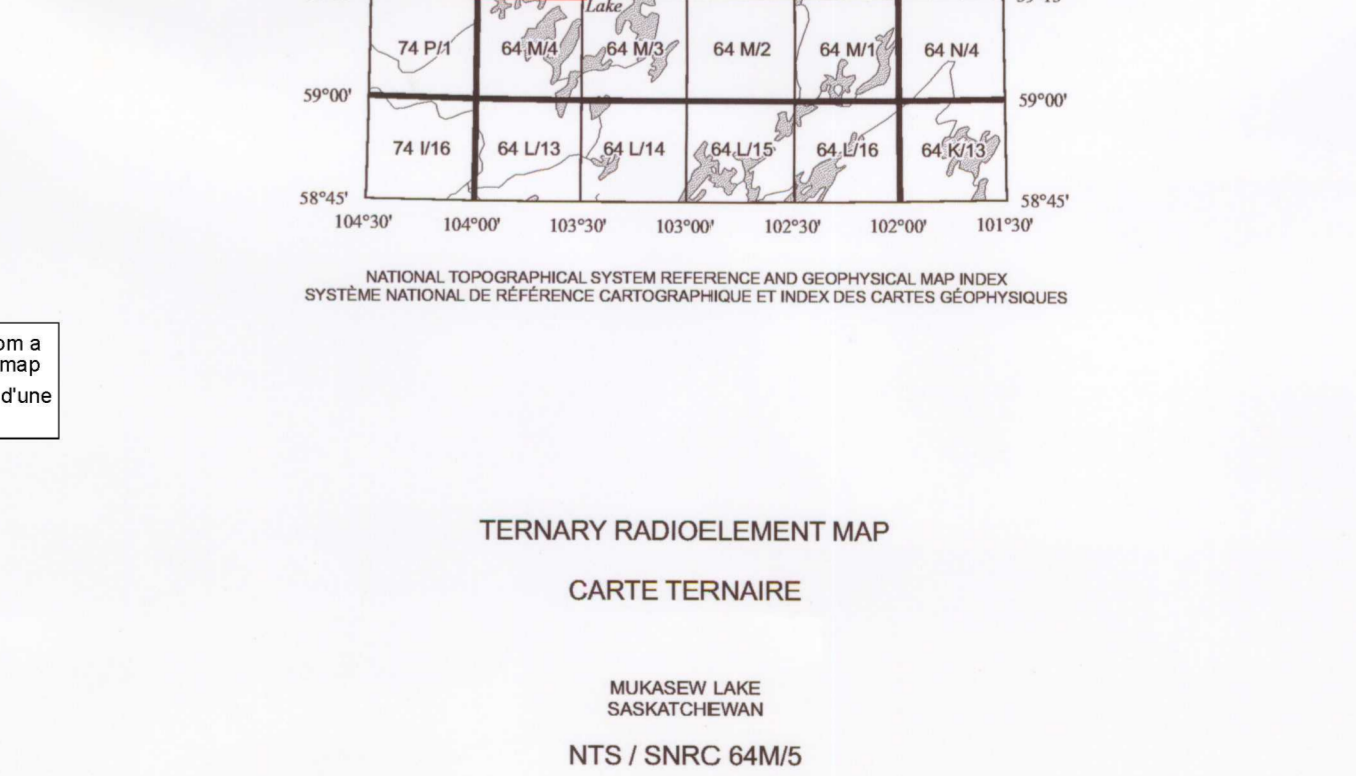 Lake
59°15'
74 P/1 64 M/4 64 M/3 64 M/2 64 M/1 64 N/4
59°00' 59°00'
74 I/16 64 L/13 64 L/14 64 L/15 64 L/16 64 K/13
58°45' 58°45'
104°30' 104°00' 103°30' 103°00' 102°30' 102°00' 101°30'
NATIONAL TOPOGRAPHICAL SYSTEM REFERENCE AND GEOPHYSICAL MAP INDEX
SYSTÈME NATIONAL DE RÉFÉRENCE CARTOGRAPHIQUE ET INDEX DES CARTES GÉOPHYSIQUES
om a
map
d'une
TERNARY RADIOELEMENT MAP
CARTE TERNAIRE
MUKASEW LAKE
SASKATCHEWAN
NTS / SNRC 64M/5